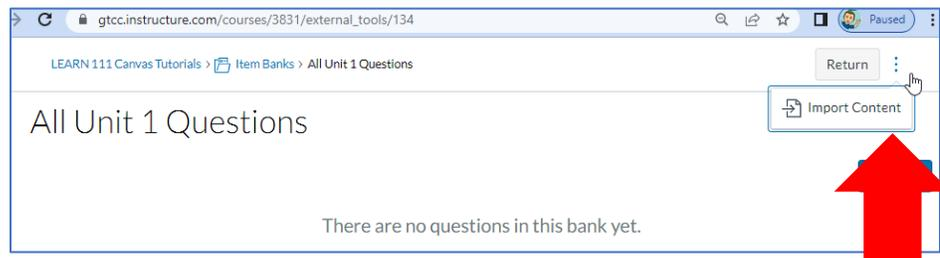 gtcc.instructure.com/courses/3831/external_tools/134
Paused
LEARN 111 Canvas Tutorials > Item Banks > All Unit 1 Questions
Return
Import Content
All Unit 1 Questions
There are no questions in this bank yet.